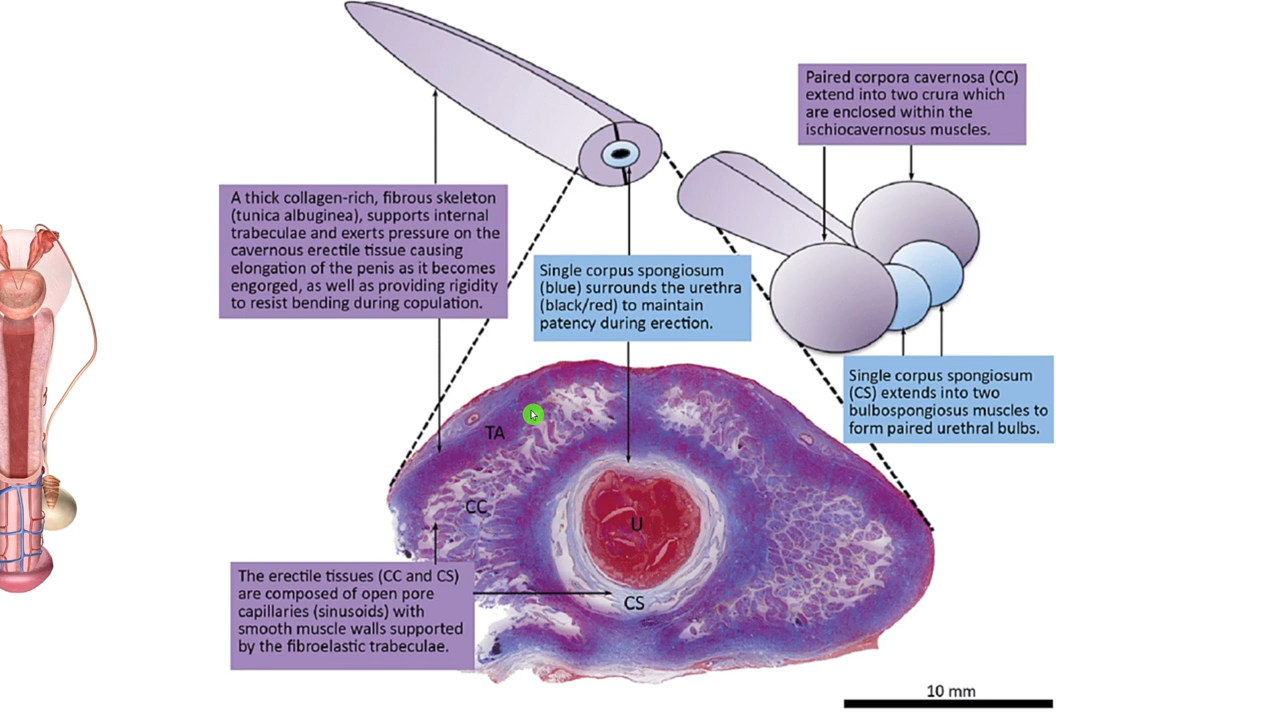 Paired corpora cavernosa (CC)
extend into two crura which
are enclosed within the
ischiocavernosus muscles.
A thick collagen-rich, fibrous skeleton
(tunica albuginea), supports internal
trabeculae and exerts pressure on the
cavernous erectile tissue causing
elongation of the penis as it becomes
engorged, as well as providing rigidity
to resist bending during copulation.
Single corpus spongiosum
(blue) surrounds the urethra
(black/red) to maintain
patency during erection.
Single corpus spongiosum
(CS) extends into two
bulbospongiosus muscles to
form paired urethral bulbs.
TA
CC
U
CS
The erectile tissues (CC and CS)
are composed of open pore
capillaries (sinusoids) with
smooth muscle walls supported
by the fibroelastic trabeculae.
10 mm